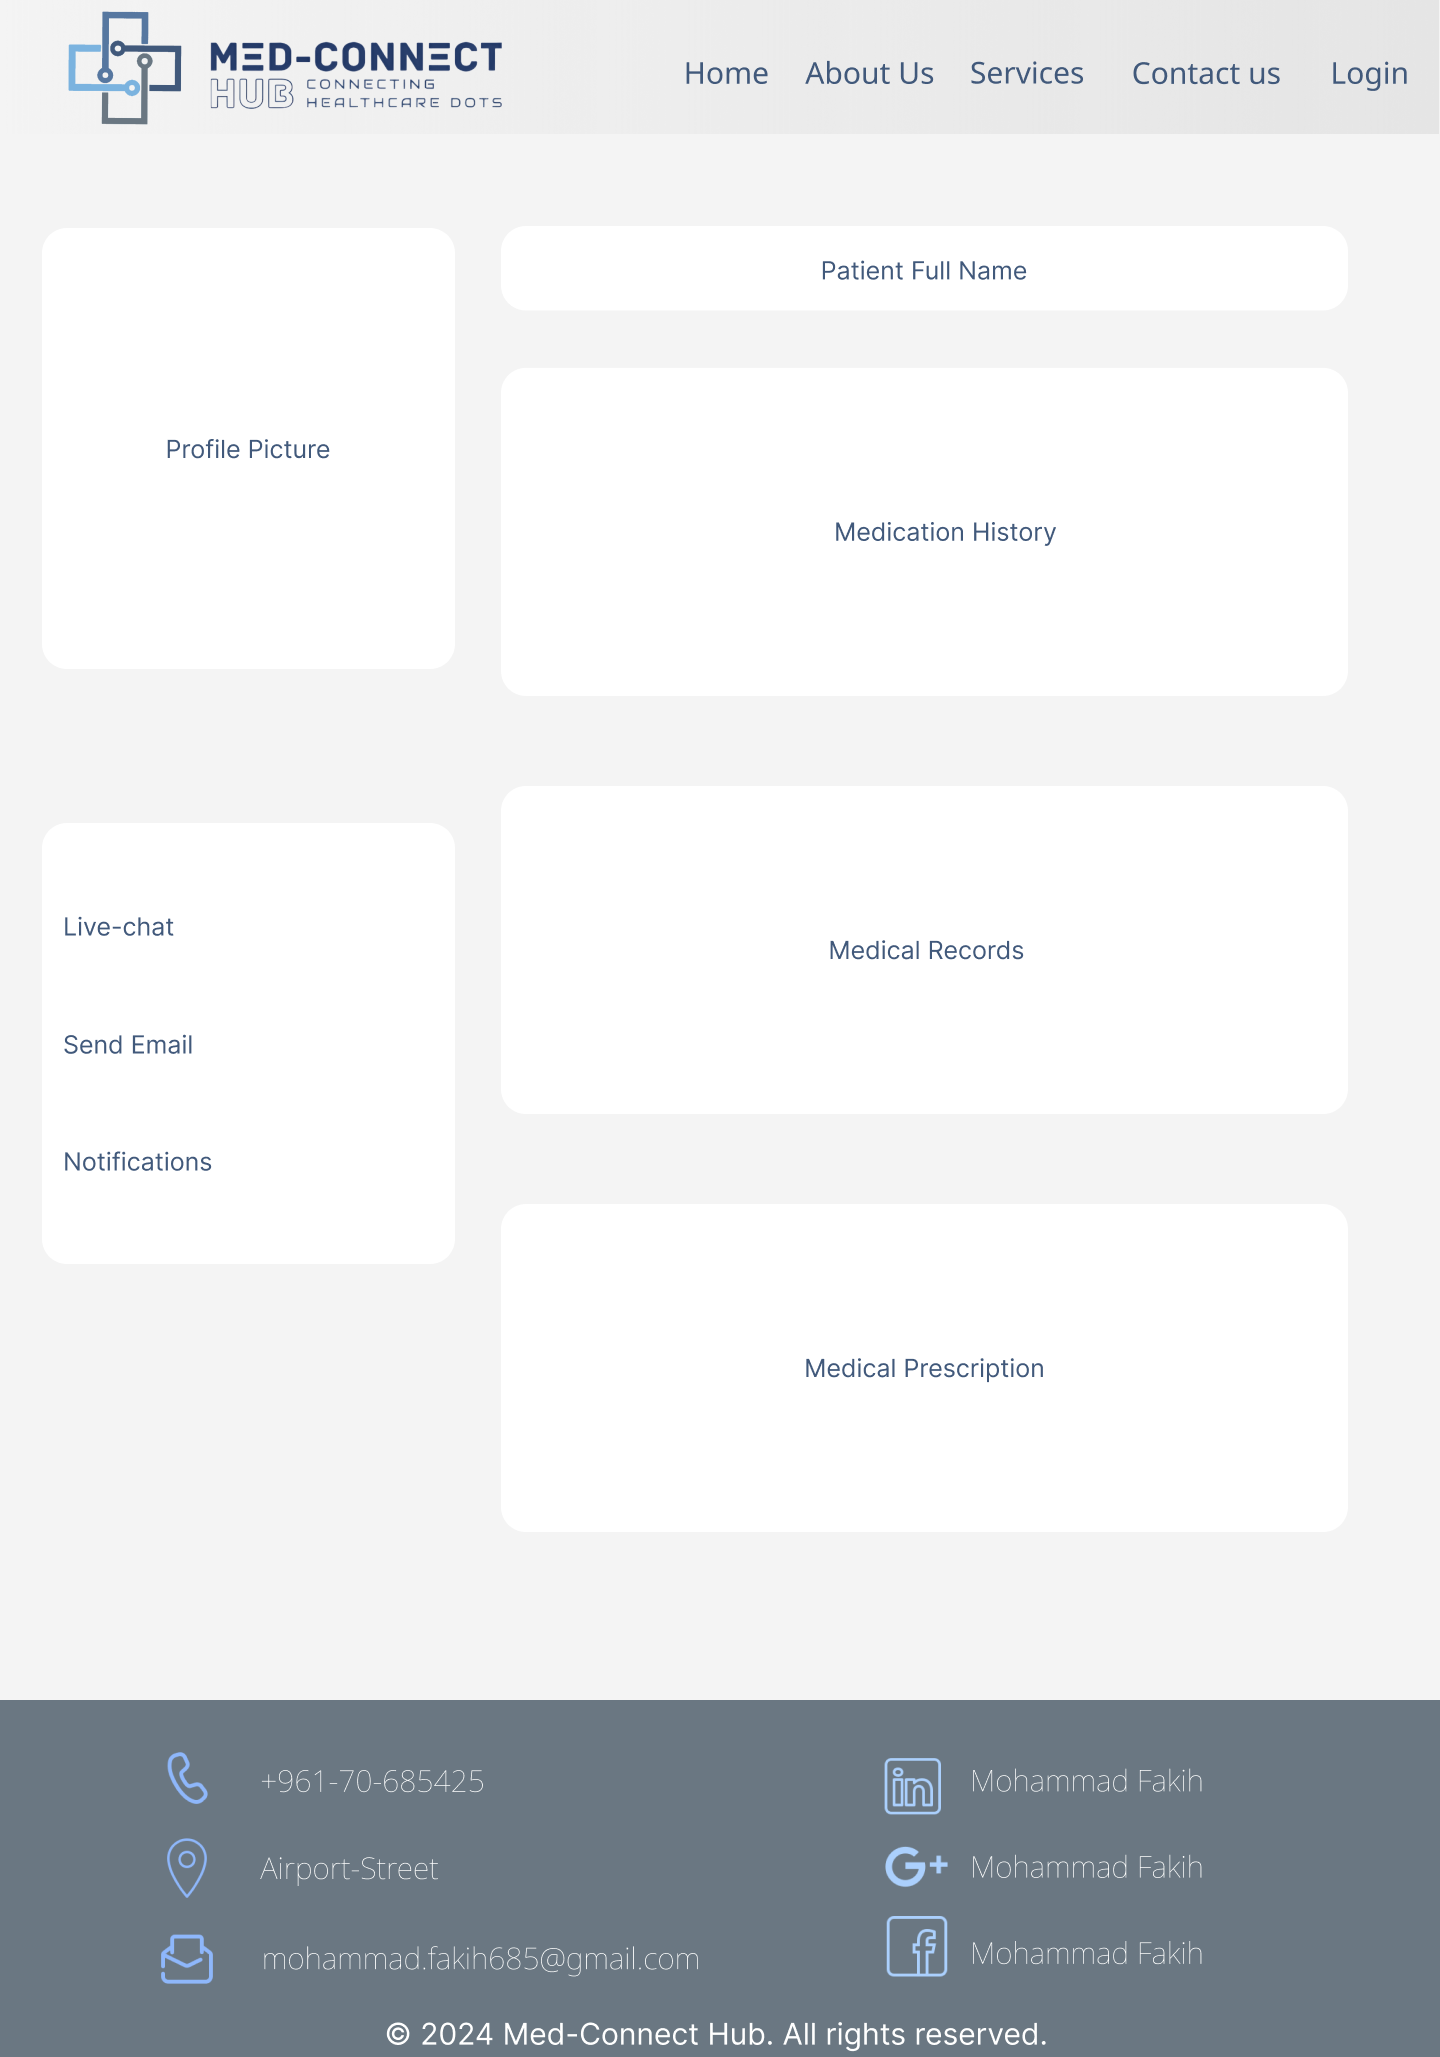 MED-CONNECT
HUB CONNECTING
HEALTHCARE DOTS
Home About Us Services Contact us Login
Patient Full Name
Profile Picture
Medication History
Live-chat
Send Email
Notifications
Medical Records
Medical Prescription
+961-70-685425
Airport-Street
mohammad.fakih685@gmail.com
in Mohammad Fakih
G+ Mohammad Fakih
f Mohammad Fakih
© 2024 Med-Connect Hub. All rights reserved.